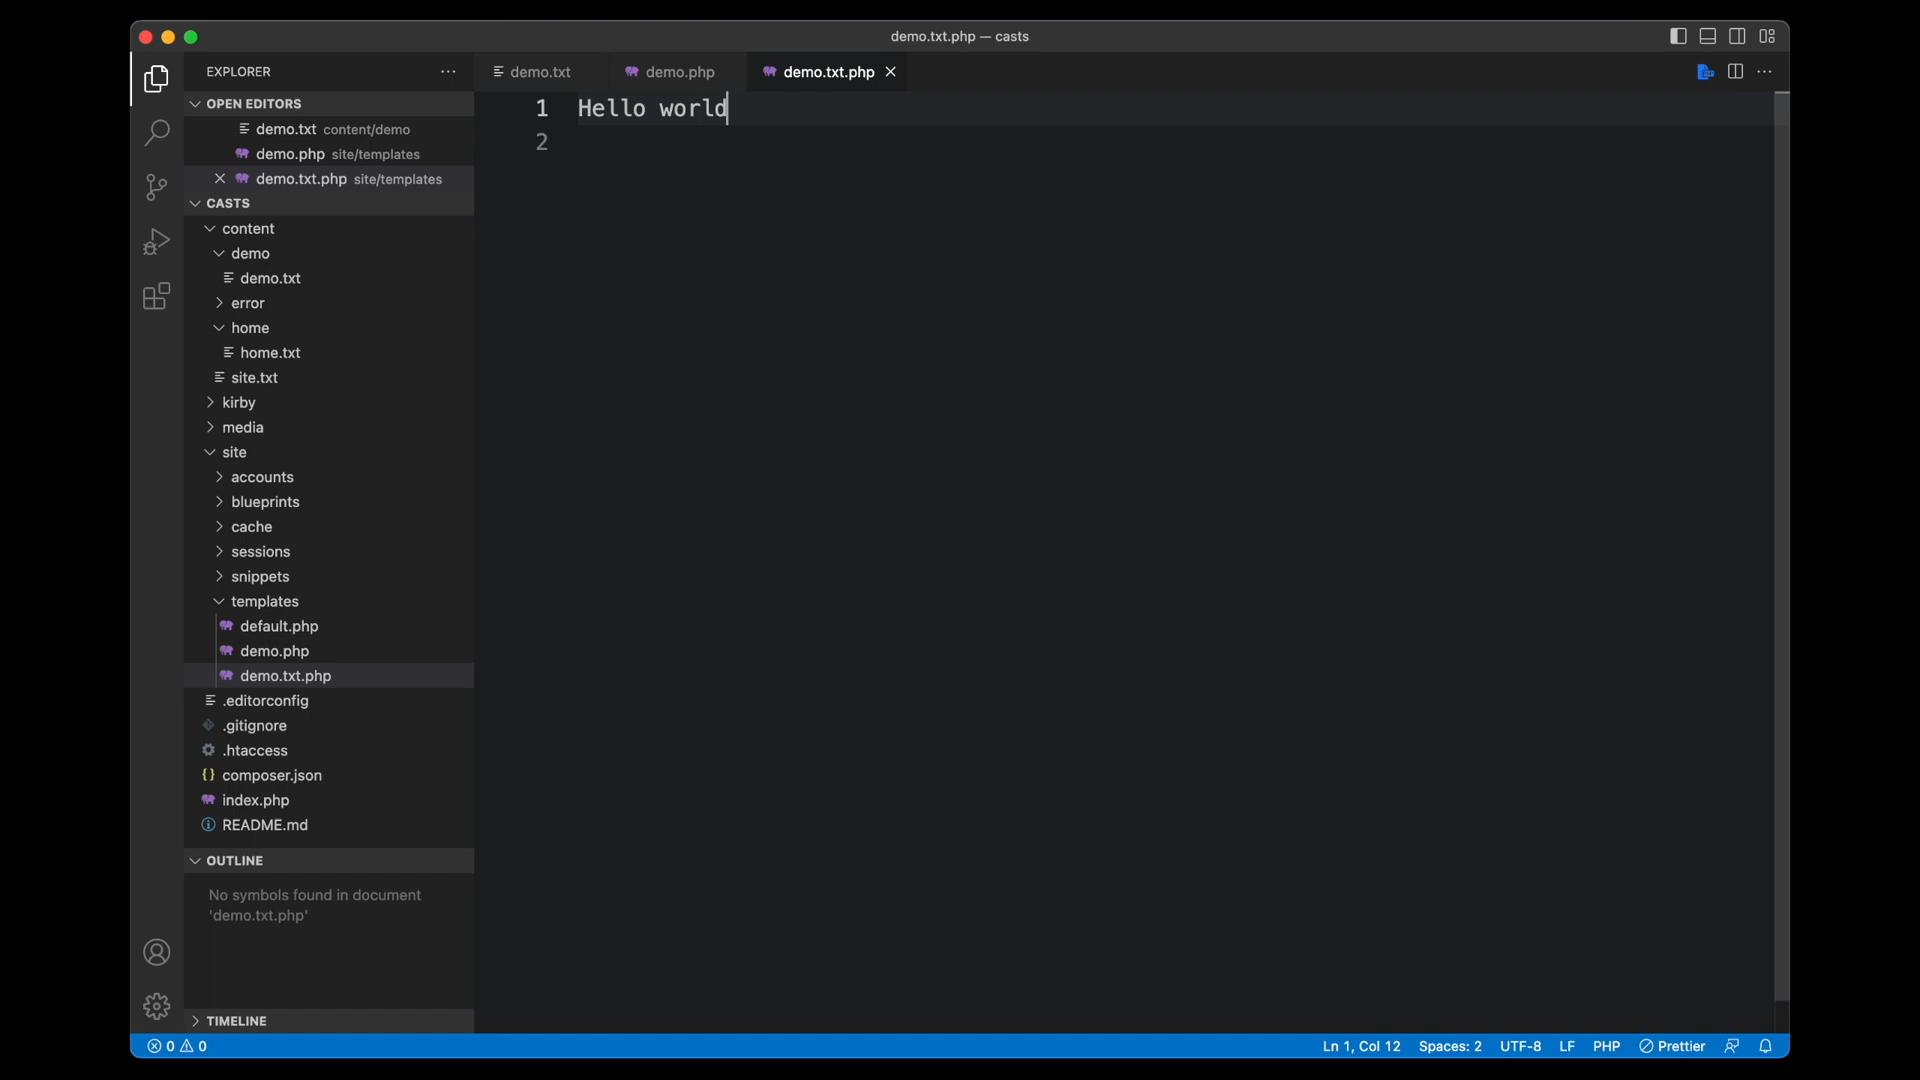 demo.txt.php — casts
EXPLORER
demo.txt
demo.php
demo.txt.php
OPEN EDITORS
demo.txt content/demo
demo.php site/templates
demo.txt.php site/templates
CASTS
content
demo
demo.txt
error
home
home.txt
site.txt
kirby
media
site
accounts
blueprints
cache
sessions
snippets
templates
default.php
demo.php
demo.txt.php
.editorconfig
.gitignore
.htaccess
{} composer.json
index.php
README.md
OUTLINE
No symbols found in document
'demo.txt.php'
TIMELINE
1 Hello world
2
0 0
Ln 1, Col 12 Spaces: 2 UTF-8 LF PHP Prettier